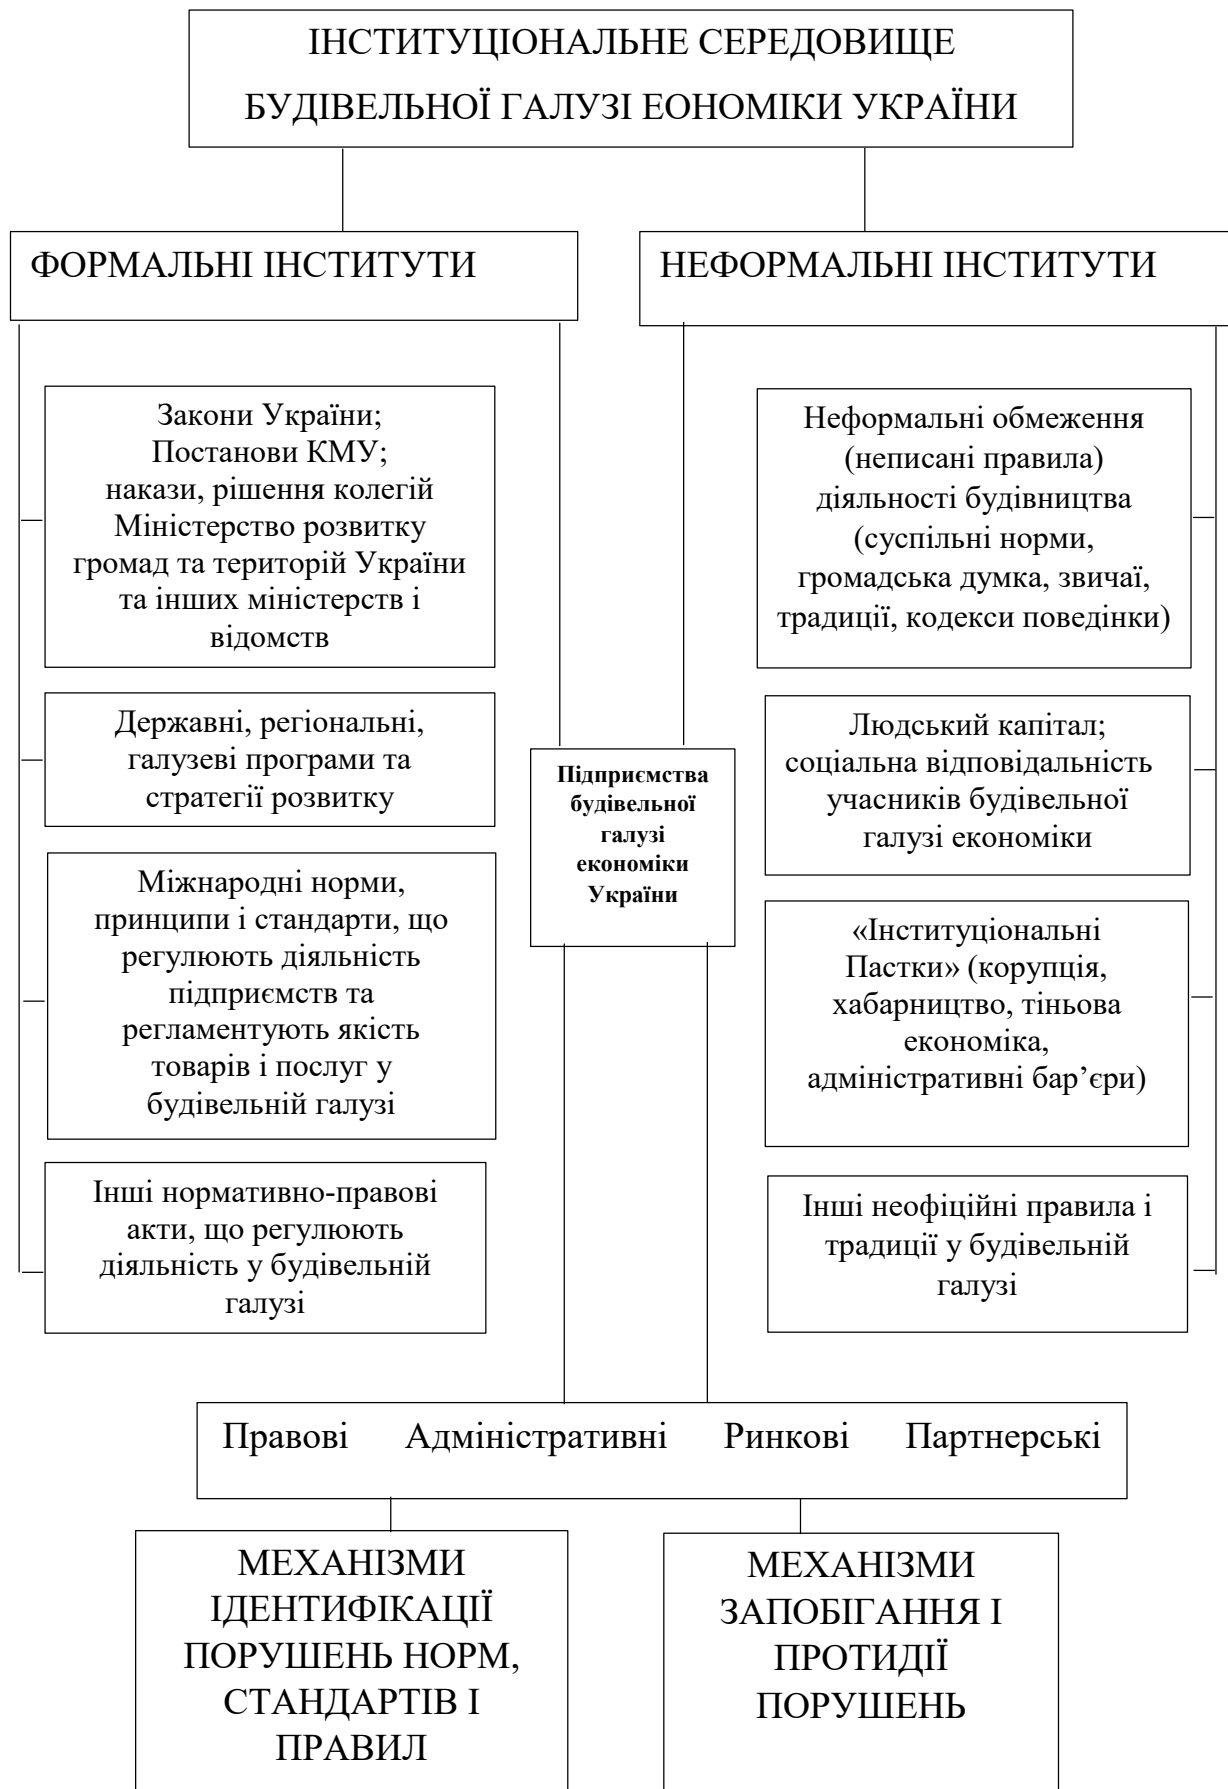 ІНСТИТУЦІОНАЛЬНЕ СЕРЕДОВИЩЕ
БУДІВЕЛЬНОЇ ГАЛУЗІ ЕОНОМІКИ УКРАЇНИ
ФОРМАЛЬНІ ІНСТИТУТИ
НЕФОРМАЛЬНІ ІНСТИТУТИ
Закони України;
Постанови КМУ;
накази, рішення колегій
Міністерство розвитку
громад та територій України
та інших міністерств і
відомств
Державні, регіональні,
галузеві програми та
стратегії розвитку
Міжнародні норми,
принципи і стандарти, що
регулюють діяльність
підприємств та
регламентують якість
товарів і послуг у
будівельній галузі
Інші нормативно-правові
акти, що регулюють
діяльність у будівельній
галузі
Підприємства
будівельної
галузі
економіки
України
Неформальні обмеження
(неписані правила)
діяльності будівництва
(суспільні норми,
громадська думка, звичаї,
традиції, кодекси поведінки)
Людський капітал;
соціальна відповідальність
учасників будівельної
галузі економіки
«Інституціональні
Пастки» (корупція,
хабарництво, тіньова
економіка,
адміністративні бар’єри)
Інші неофіційні правила і
традиції у будівельній
галузі
Правові Адміністративні Ринкові Партнерські
МЕХАНІЗМИ
ІДЕНТИФІКАЦІЇ
ПОРУШЕНЬ НОРМ,
СТАНДАРТІВ І
ПРАВИЛ
МЕХАНІЗМИ
ЗАПОБІГАННЯ І
ПРОТИДІЇ
ПОРУШЕНЬ